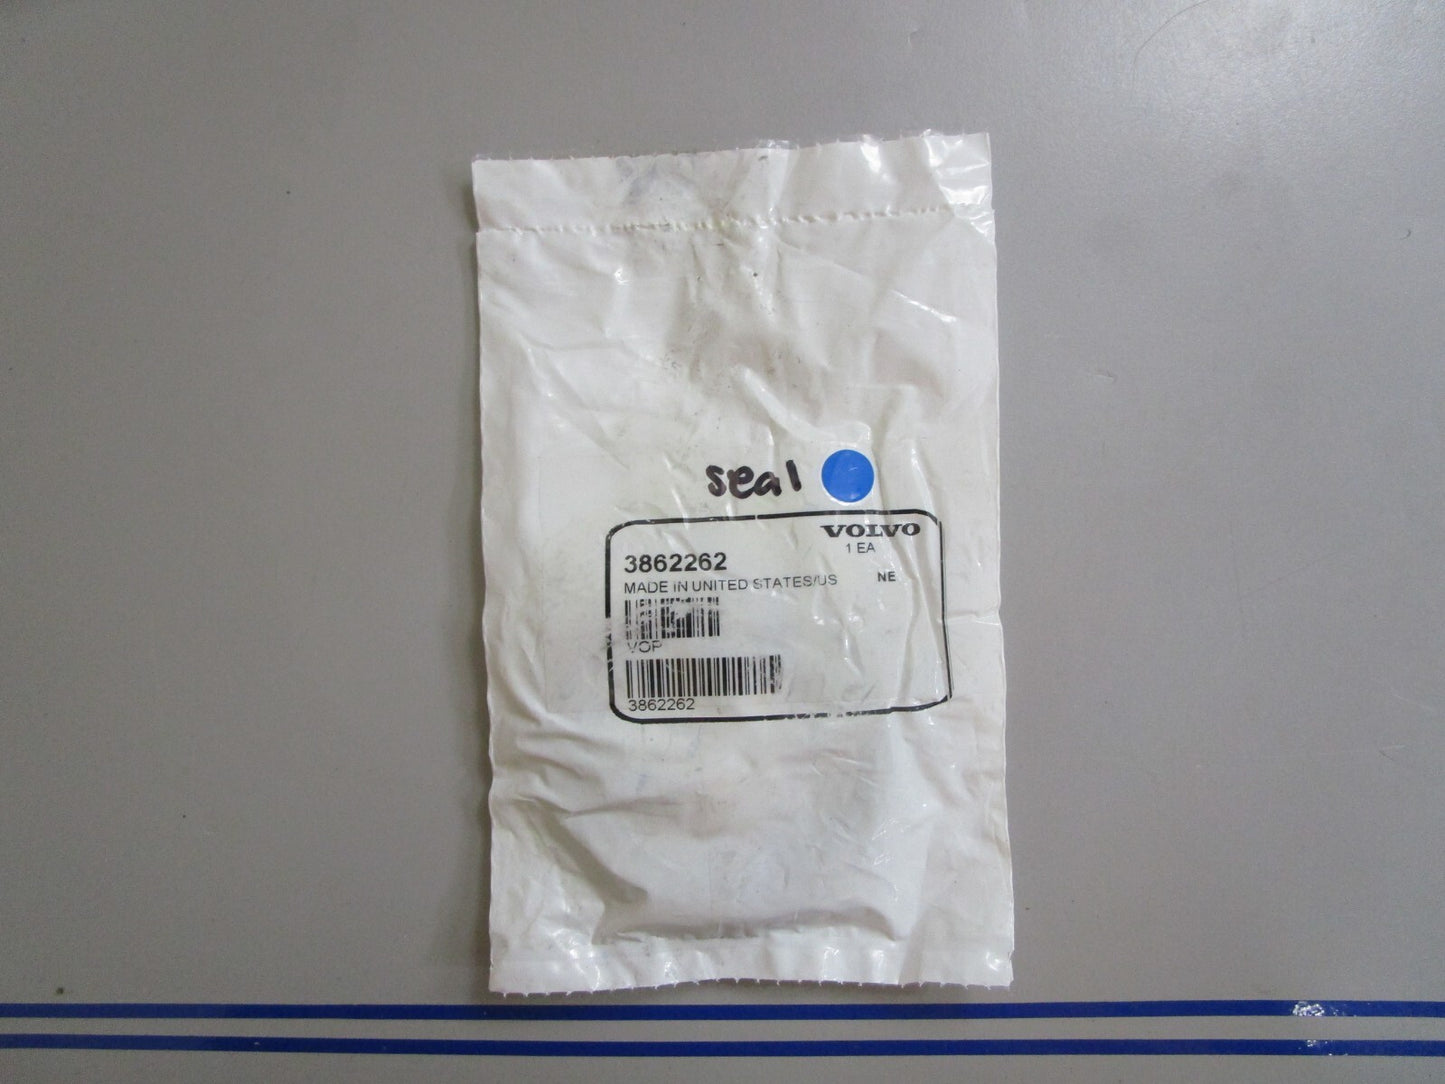 seal
VOLVO
1 EA
3862262
MADE IN UNITED STATES/US NE
VOP
3862262